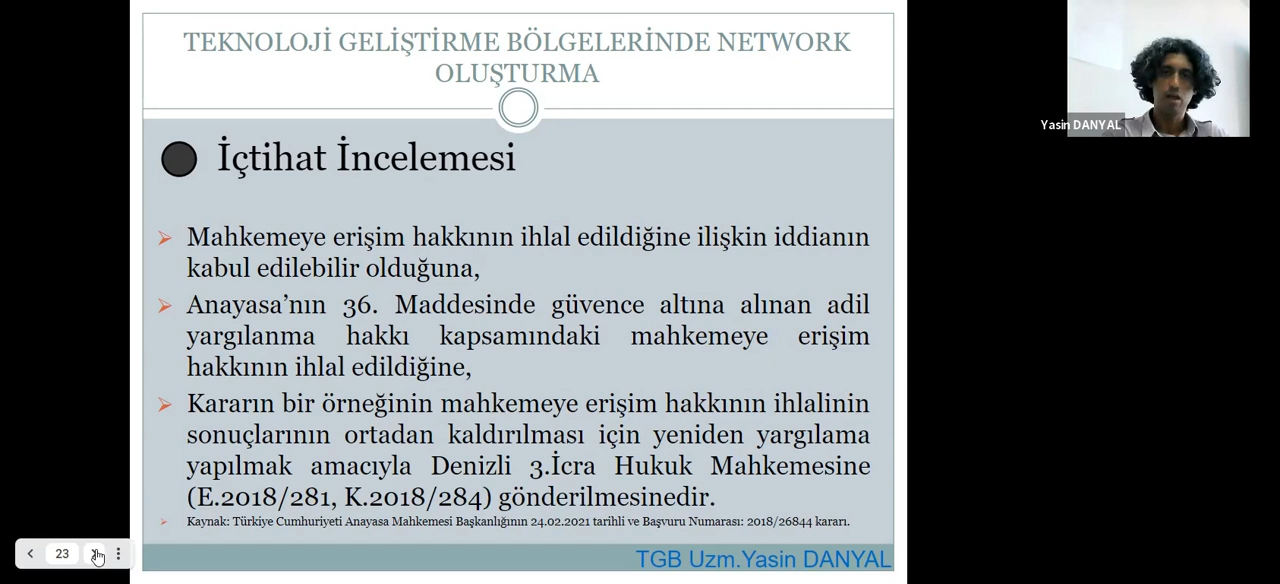 TEKNOLOJİ GELİŞTİRME BÖLGELERİNDE NETWORK
OLUŞTURMA
İçtihat İncelemesi
Mahkemeye erişim hakkının ihlal edildiğine ilişkin iddianın
kabul edilebilir olduğuna,
Anayasa’nın 36. Maddesinde güvence altına alınan adil
yargılanma hakkı kapsamındaki mahkemeye erişim
hakkının ihlal edildiğine,
Kararın bir örneğinin mahkemeye erişim hakkının ihlalinin
sonuçlarının ortadan kaldırılması için yeniden yargılama
yapılmak amacıyla Denizli 3.İcra Hukuk Mahkemesine
(E.2018/281, K.2018/284) gönderilmesinedir.
Kaynak: Türkiye Cumhuriyeti Anayasa Mahkemesi Başkanlığının 24.02.2021 tarihli ve Başvuru Numarası: 2018/26844 kararı.
TGB Uzm.Yasin DANYAL
Yasin DANYAL
23